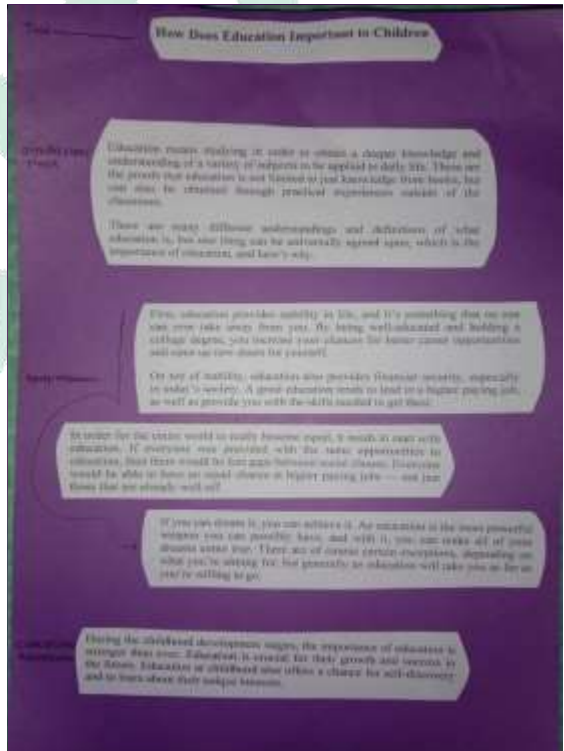 Title
How Does Education Important to Children
Education means studying in order to obtain a deeper knowledge and
understanding of a variety of subjects to be applied to daily life. These are
the proofs that education is not limited to just knowledge from books, but
can also be obtained through practical experiences outside of the
classroom.
There are many different understandings and definitions of what
education is, but one thing can be universally agreed upon, which is the
importance of education, and here's why.
First, education provides stability in life, and it's something that no one
can ever take away from you. By being well-educated and holding a
college degree, you increase your chances for better career opportunities
and open up new doors for yourself.
On top of stability, education also provides financial security, especially
in today's society. A good education tends to lead to a higher paying job,
as well as provide you with the skills needed to get there.
In order for the entire world to really become equal, it needs to start with
education. If everyone was provided with the same opportunities to
education, then there would be less gaps between social classes. Everyone
would be able to have an equal chance at higher paying jobs — not just
those that are already well-off.
If you can dream it, you can achieve it. An education is the most powerful
weapon you can possibly have, and with it, you can make all of your
dreams come true. There are of course certain exceptions, depending on
what you're aiming for, but generally an education will take you as far as
you're willing to go.
During the childhood development stages, the importance of education is
stronger than ever. Education is crucial for their growth and success in
the future. Education at childhood also offers a chance for self-discovery
and to learn about their unique interests.